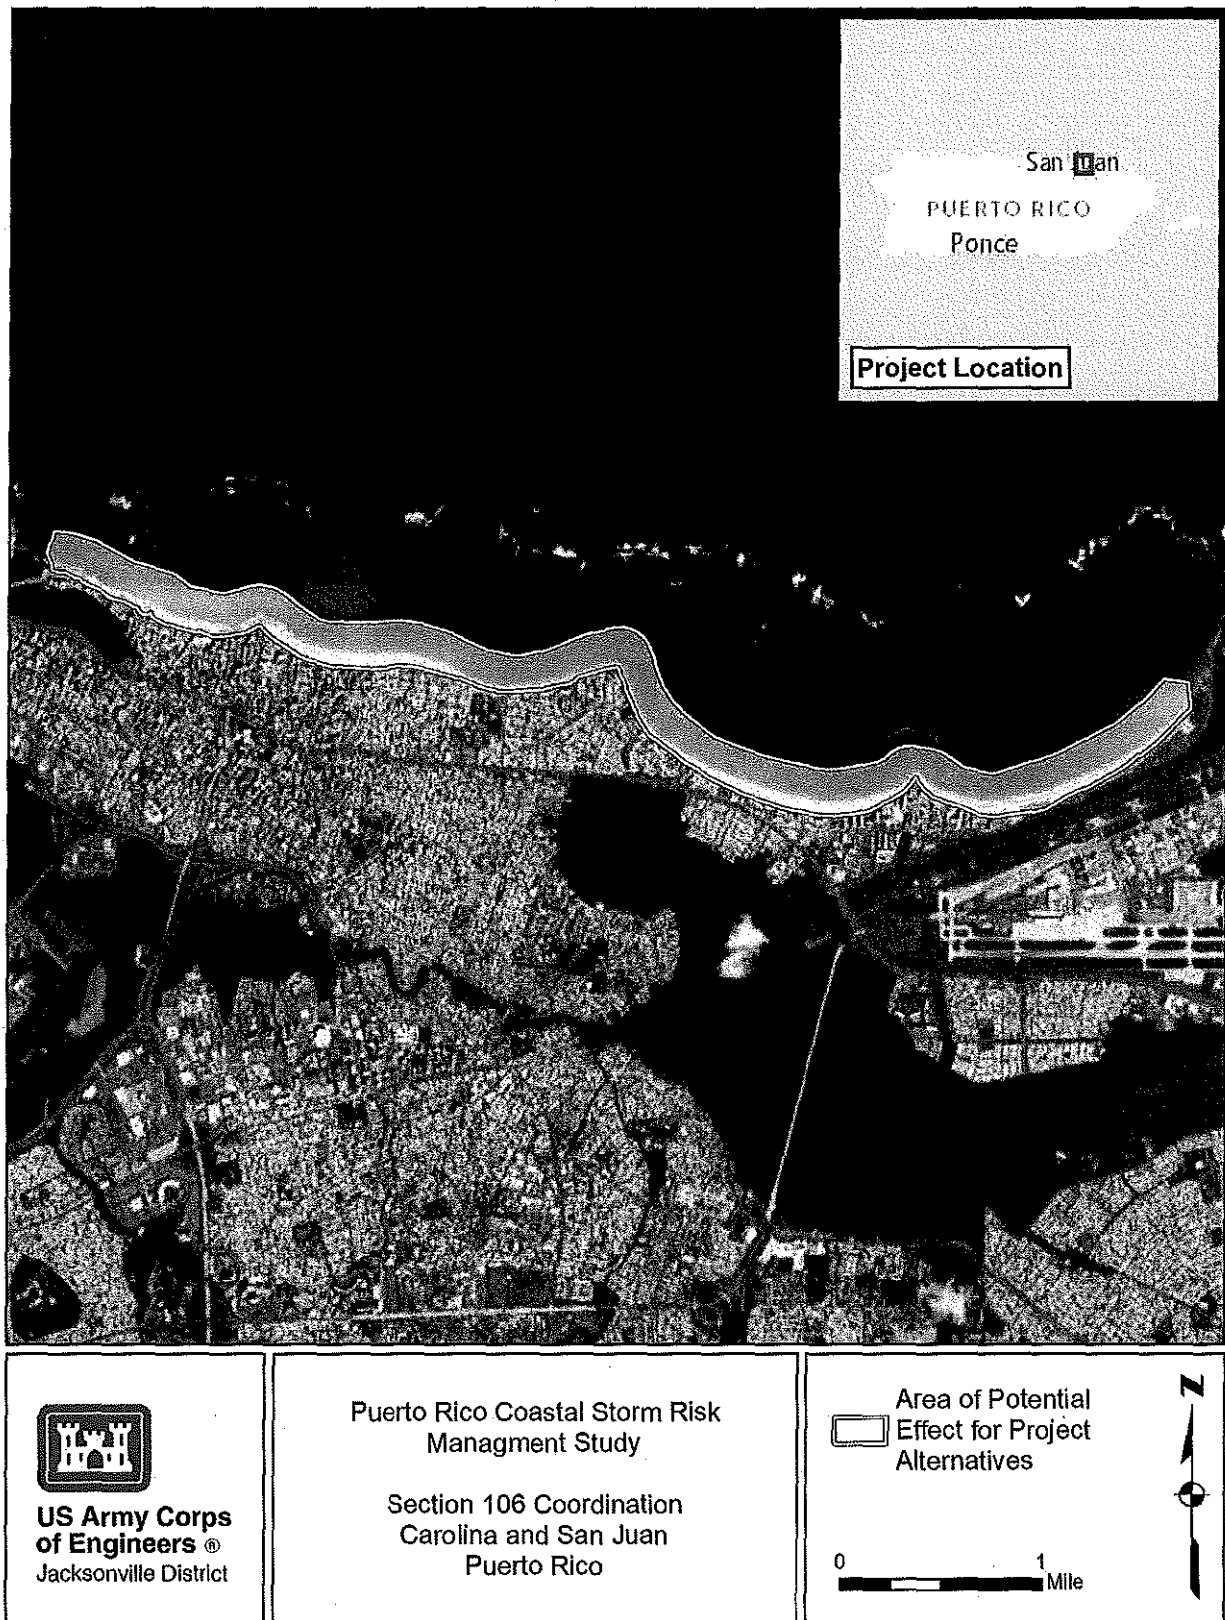 San Juan
PUERTO RICO
Ponce
Project Location
US Army Corps
of Engineers ®
Jacksonville District
Puerto Rico Coastal Storm Risk
Managment Study
Section 106 Coordination
Carolina and San Juan
Puerto Rico
Area of Potential
Effect for Project
Alternatives
N
0 1
Mile